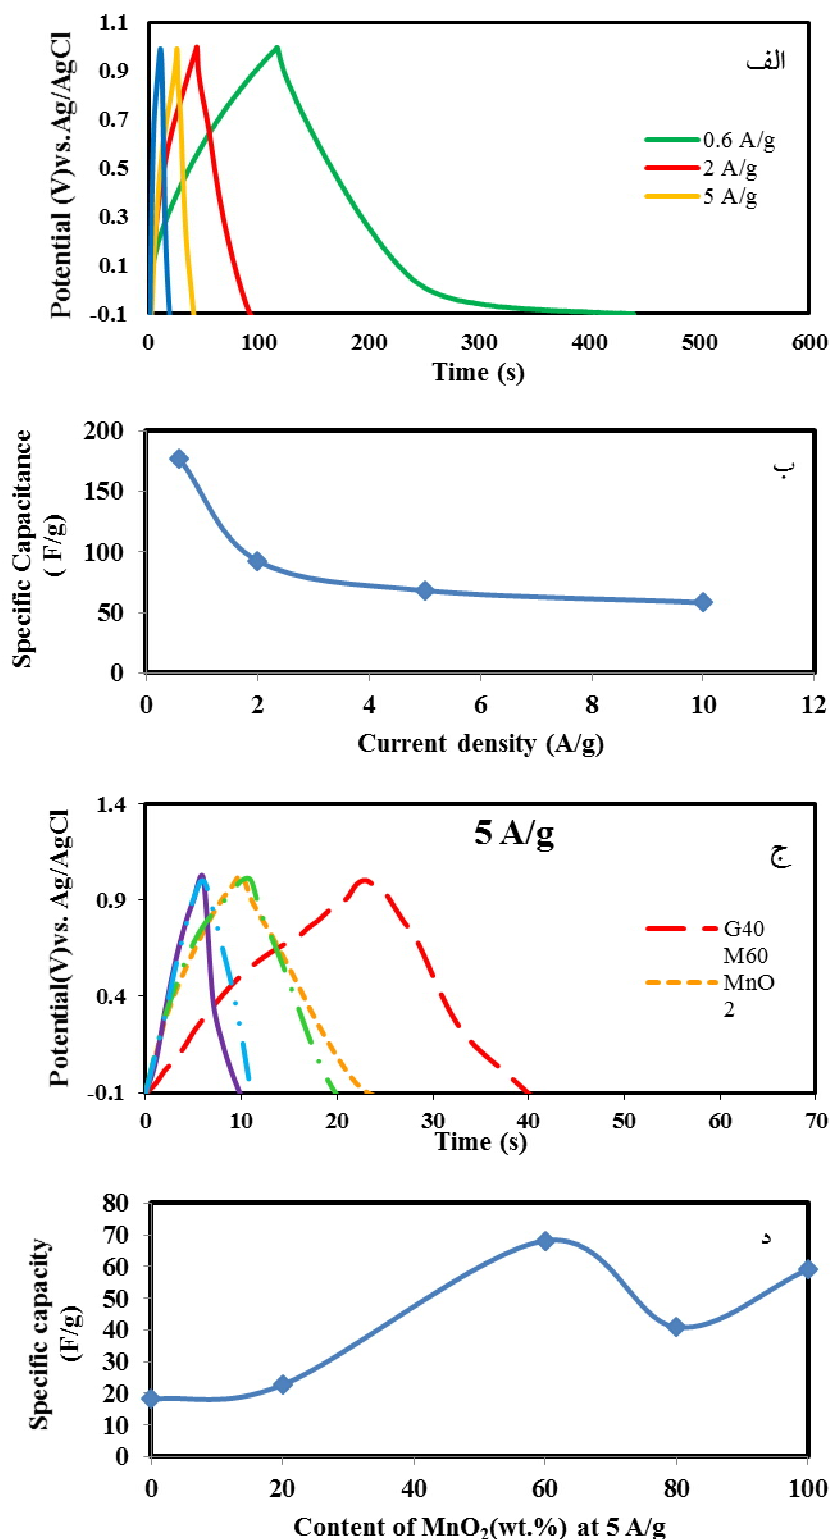 1.1
0.9
0.7
0.5
0.3
0.1
-0.1
Potential (V)vs.Ag/AgCl
الف
0.6 A/g
2 A/g
5 A/g
0 100 200 300 400 500 600
Time (s)
200
150
100
50
0
Specific Capacitance
( F/g)
ب
0 2 4 6 8 10 12
Current density (A/g)
1.4
0.9
0.4
-0.1
Potential(V)vs. Ag/AgCl
5 A/g
ج
G40
M60
MnO
2
0 10 20 30 40 50 60 70
Time (s)
80
70
60
50
40
30
20
10
0
Specific capacity
(F/g)
د
0 20 40 60 80 100
Content of MnO₂(wt.%) at 5 A/g